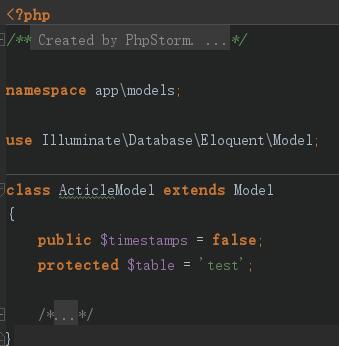 <?php
/** Created by PhpStorm. ...*/
namespace app\models;
use Illuminate\Database\Eloquent\Model;
class ActicleModel extends Model
{
public $timestamps = false;
protected $table = 'test';
/*...*/
}